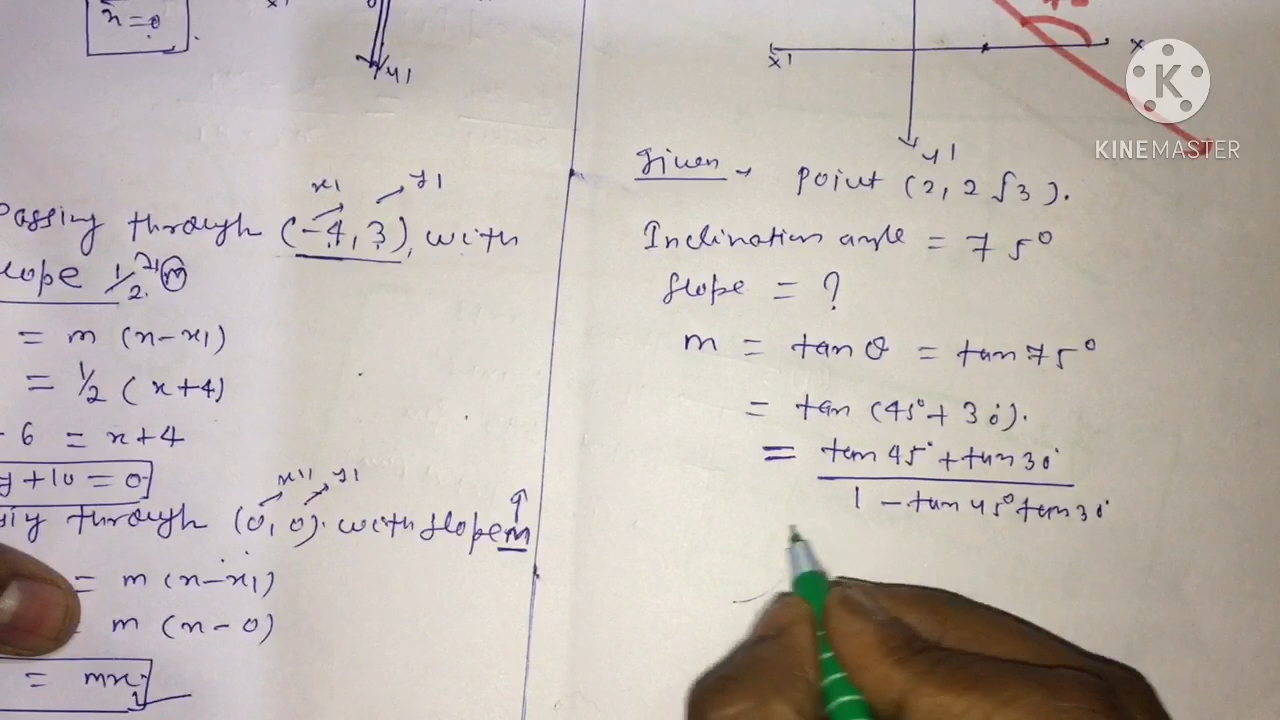 x = 0
x'
y'
Passing through (-4, 3), with
x1 y1
slope 1/2 → m
= m (x-x1)
= 1/2 (x+4)
- 6 = x+4
y+10 = 0
x1 y1
through (0, 0). with slope m
= m (x-x1)
m (x-0)
= mx.
x'
x
y'
Given → point (2, 2√3).
Inclination angle = 75°
Slope = ?
m = tan θ = tan 75°
= tan (45° + 30°).
= tan 45° + tan 30°
1 - tan 45° tan 30°
K
KINEMASTER